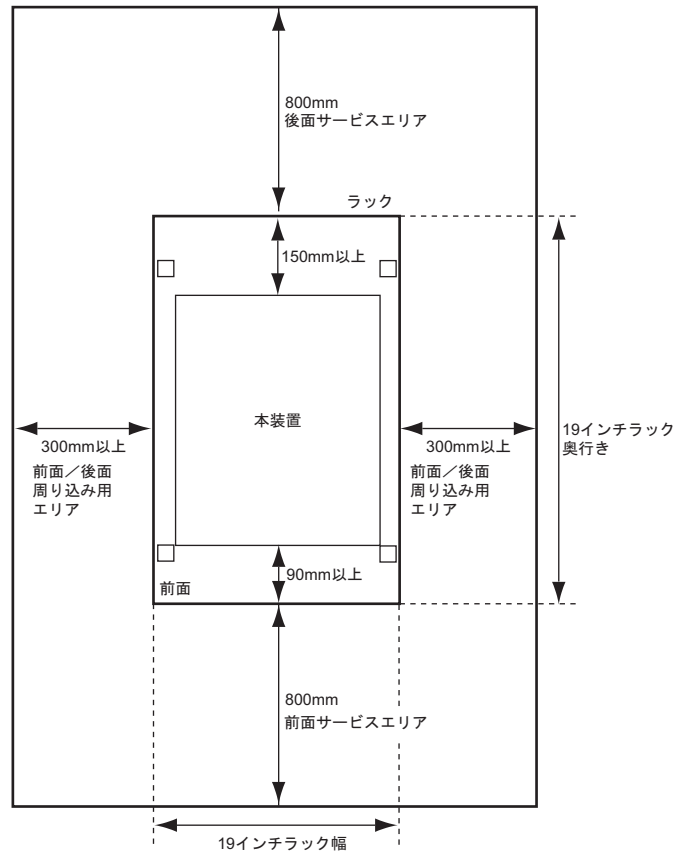 800mm
後面サービスエリア
ラック
150mm以上
本装置
300mm以上
前面／後面
周り込み用
エリア
300mm以上
前面／後面
周り込み用
エリア
19インチラック
奥行き
90mm以上
前面
800mm
前面サービスエリア
19インチラック幅